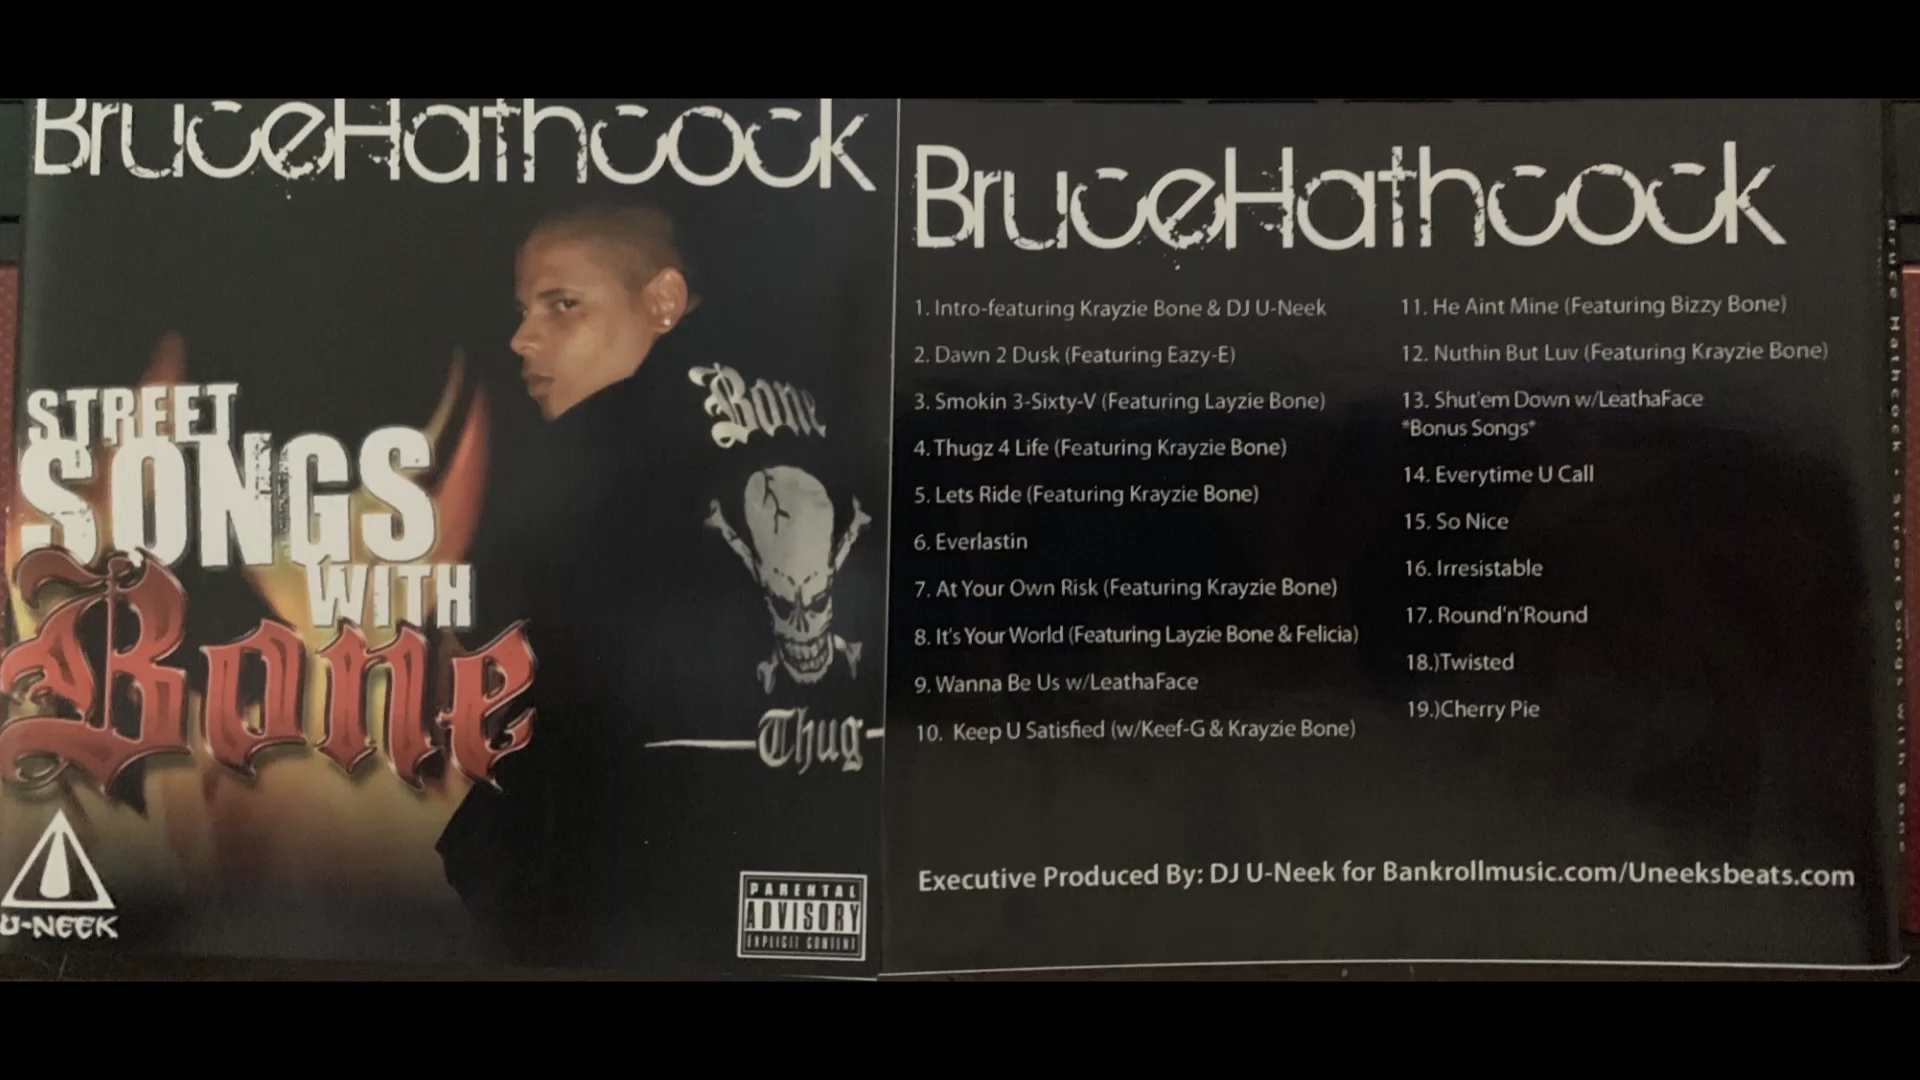 BruceHathcock
STREET
SONGS
WITH
Bone
Bone
Thug-
U-NEEK
PARENTAL
ADVISORY
EXPLICIT CONTENT
BruceHathcock
1. Intro-featuring Krayzie Bone & DJ U-Neek
2. Dawn 2 Dusk (Featuring Eazy-E)
3. Smokin 3-Sixty-V (Featuring Layzie Bone)
4. Thugz 4 Life (Featuring Krayzie Bone)
5. Lets Ride (Featuring Krayzie Bone)
6. Everlastin
7. At Your Own Risk (Featuring Krayzie Bone)
8. It's Your World (Featuring Layzie Bone & Felicia)
9. Wanna Be Us w/LeathaFace
10. Keep U Satisfied (w/Keef-G & Krayzie Bone)
11. He Aint Mine (Featuring Bizzy Bone)
12. Nuthin But Luv (Featuring Krayzie Bone)
13. Shut'em Down w/LeathaFace
*Bonus Songs*
14. Everytime U Call
15. So Nice
16. Irresistable
17. Round'n'Round
18.)Twisted
19.)Cherry Pie
Executive Produced By: DJ U-Neek for Bankrollmusic.com/Uneeksbeats.com
Bruce Hathcock - Street Songs With Bone